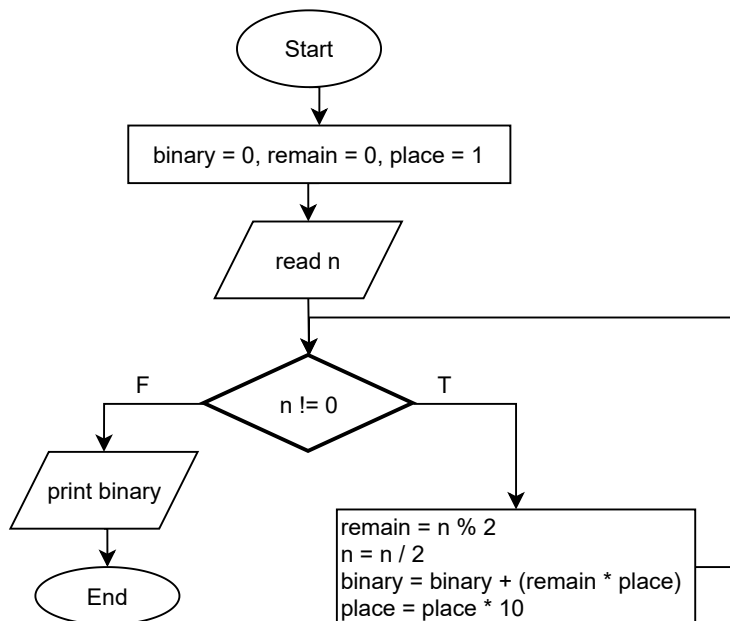 Start
binary = 0, remain = 0, place = 1
read n
n != 0
F
T
print binary
remain = n % 2
n = n / 2
binary = binary + (remain * place)
place = place * 10
End